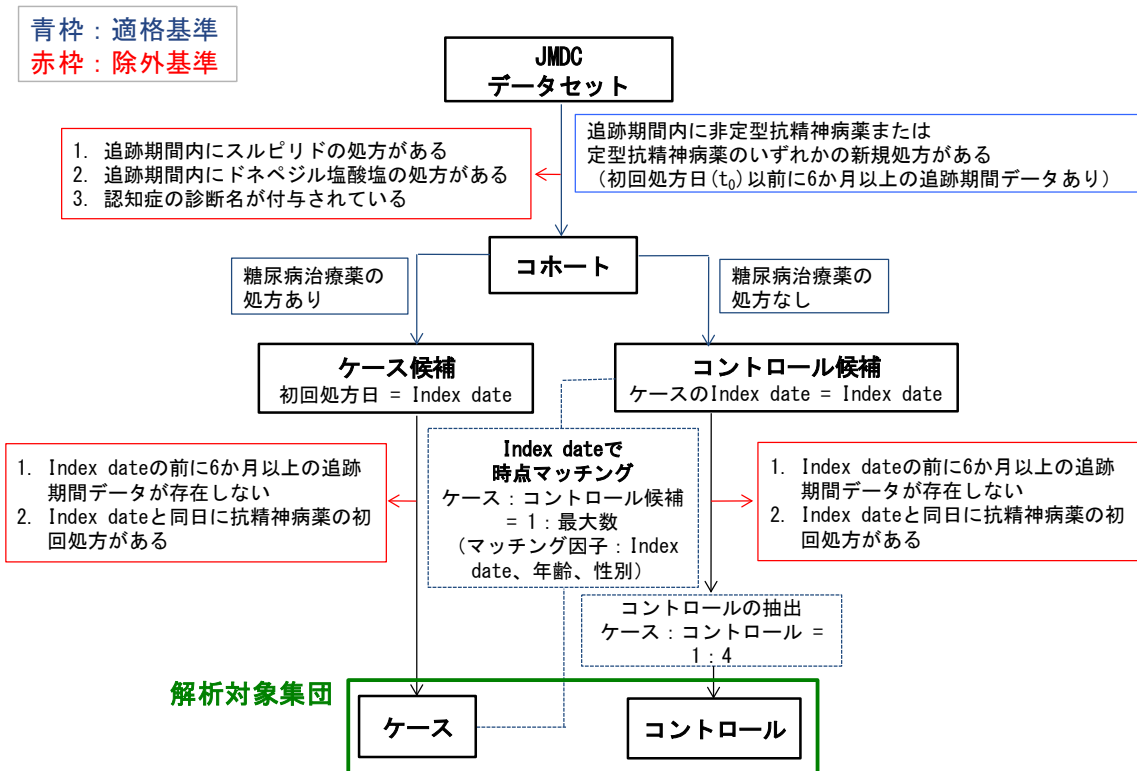 青枠：適格基準
赤枠：除外基準
JMDC
データセット
1. 追跡期間内にスルピリドの処方がある
2. 追跡期間内にドネペジル塩酸塩の処方がある
3. 認知症の診断名が付与されている
追跡期間内に非定型抗精神病薬または
定型抗精神病薬のいずれかの新規処方がある
（初回処方日(t₀)以前に6か月以上の追跡期間データあり）
コホート
糖尿病治療薬の
処方あり
糖尿病治療薬の
処方なし
ケース候補
初回処方日 = Index date
コントロール候補
ケースのIndex date = Index date
1. Index dateの前に6か月以上の追跡
期間データが存在しない
2. Index dateと同日に抗精神病薬の初
回処方がある
Index dateで
時点マッチング
ケース：コントロール候補
= 1：最大数
（マッチング因子：Index
date、年齢、性別）
1. Index dateの前に6か月以上の追跡
期間データが存在しない
2. Index dateと同日に抗精神病薬の初
回処方がある
コントロールの抽出
ケース：コントロール =
1：4
解析対象集団
ケース
コントロール